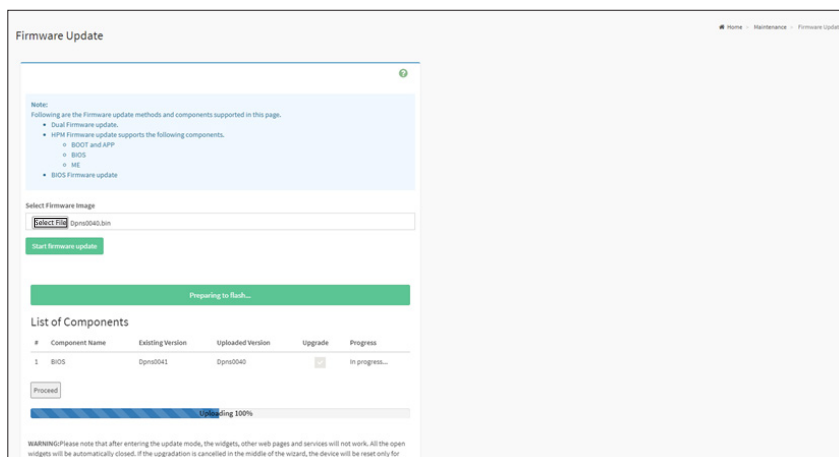 Firmware Update
Home - Maintenance - Firmware Updat
Note:
Following are the Firmware update methods and components supported in this page.
Dual Firmware update.
HPM Firmware update supports the following components.
BOOT and APP
BIOS
ME
BIOS Firmware update
Select Firmware Image
Select File Dpns0040.bin
Start firmware update
Preparing to flash...
List of Components
# Component Name Existing Version Uploaded Version Upgrade Progress
1 BIOS Dpns0041 Dpns0040 In progress...
Proceed
Uploading 100%
WARNING:Please note that after entering the update mode, the widgets, other web pages and services will not work. All the open
widgets will be automatically closed. If the upgradation is cancelled in the middle of the wizard, the device will be reset only for